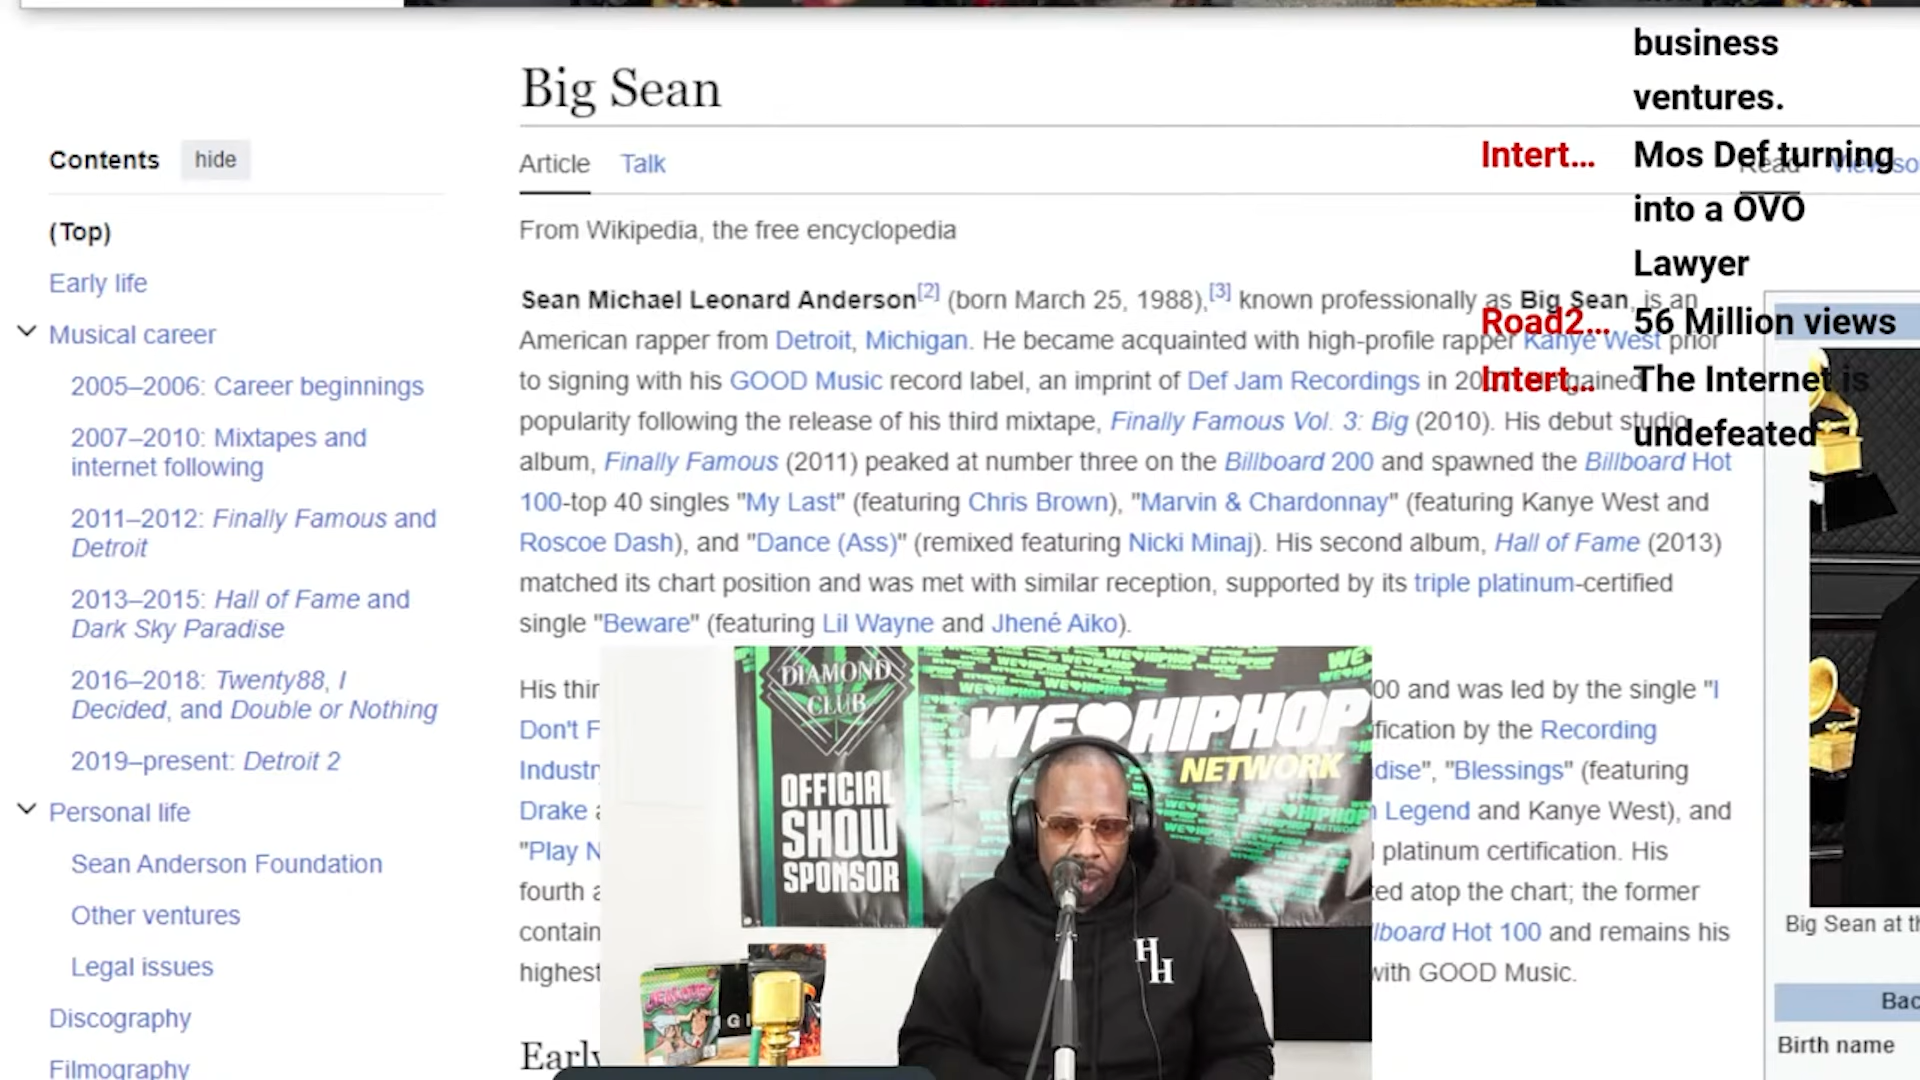 Big Sean
Contents hide
Article Talk
Read View so
(Top)
Early life
Musical career
2005–2006: Career beginnings
2007–2010: Mixtapes and
internet following
2011–2012: Finally Famous and
Detroit
2013–2015: Hall of Fame and
Dark Sky Paradise
2016–2018: Twenty88, I
Decided, and Double or Nothing
2019–present: Detroit 2
Personal life
Sean Anderson Foundation
Other ventures
Legal issues
Discography
Filmography
From Wikipedia, the free encyclopedia
Sean Michael Leonard Anderson[2] (born March 25, 1988),[3] known professionally as Big Sean, is an
American rapper from Detroit, Michigan. He became acquainted with high-profile rapper Kanye West prior
to signing with his GOOD Music record label, an imprint of Def Jam Recordings in gained
popularity following the release of his third mixtape, Finally Famous Vol. 3: Big (2010). His debut studio
album, Finally Famous (2011) peaked at number three on the Billboard 200 and spawned the Billboard Hot
100-top 40 singles "My Last" (featuring Chris Brown), "Marvin & Chardonnay" (featuring Kanye West and
Roscoe Dash), and "Dance (Ass)" (remixed featuring Nicki Minaj). His second album, Hall of Fame (2013)
matched its chart position and was met with similar reception, supported by its triple platinum-certified
single "Beware" (featuring Lil Wayne and Jhené Aiko).
His thir 00 and was led by the single "I
Don't F ification by the Recording
Industr dise", "Blessings" (featuring
Drake Legend and Kanye West), and
"Play N platinum certification. His
fourth a ed atop the chart; the former
contain lboard Hot 100 and remains his
highest with GOOD Music.
Early
business
ventures.
Intert... Mos Def turning
into a OVO
Lawyer
Road2... 56 Million views
Intert... The Internet is
undefeated
Big Sean at th
Bac
Birth name
DIAMOND
CLUB
OFFICIAL
SHOW
SPONSOR
WE HIPHOP
NETWORK
HH